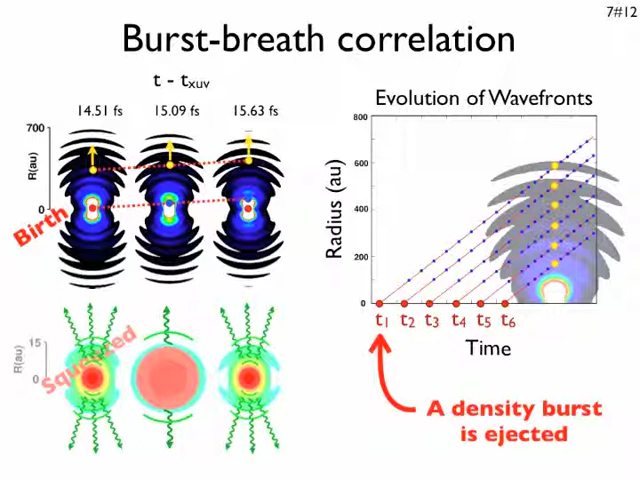 7#12
Burst-breath correlation
t - txuv
14.51 fs 15.09 fs 15.63 fs
700
R(au)
0
Birth
15
R(au)
0
Squeezed
Evolution of Wavefronts
800
600
400
200
0
Radius (au)
t1 t2 t3 t4 t5 t6
Time
A density burst
is ejected